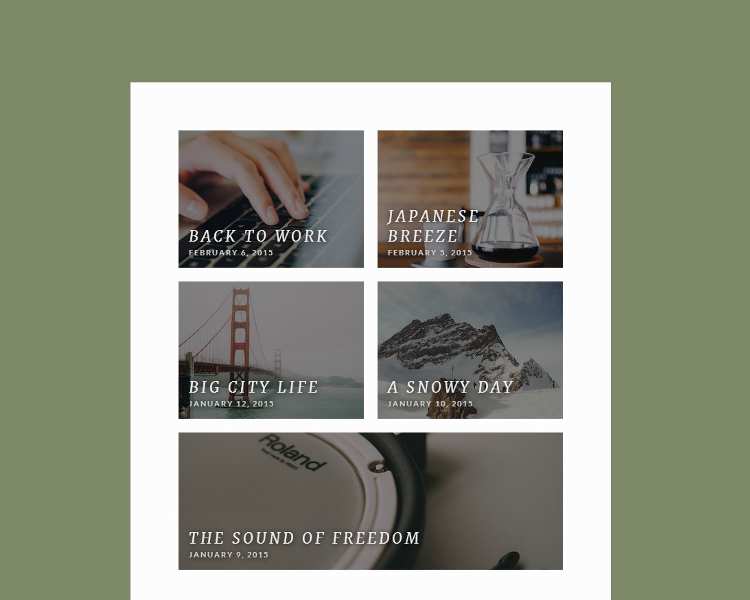 BACK TO WORK
FEBRUARY 6, 2015
JAPANESE
BREEZE
FEBRUARY 5, 2015
BIG CITY LIFE
JANUARY 12, 2015
A SNOWY DAY
JANUARY 10, 2015
Roland
THE SOUND OF FREEDOM
JANUARY 9, 2015